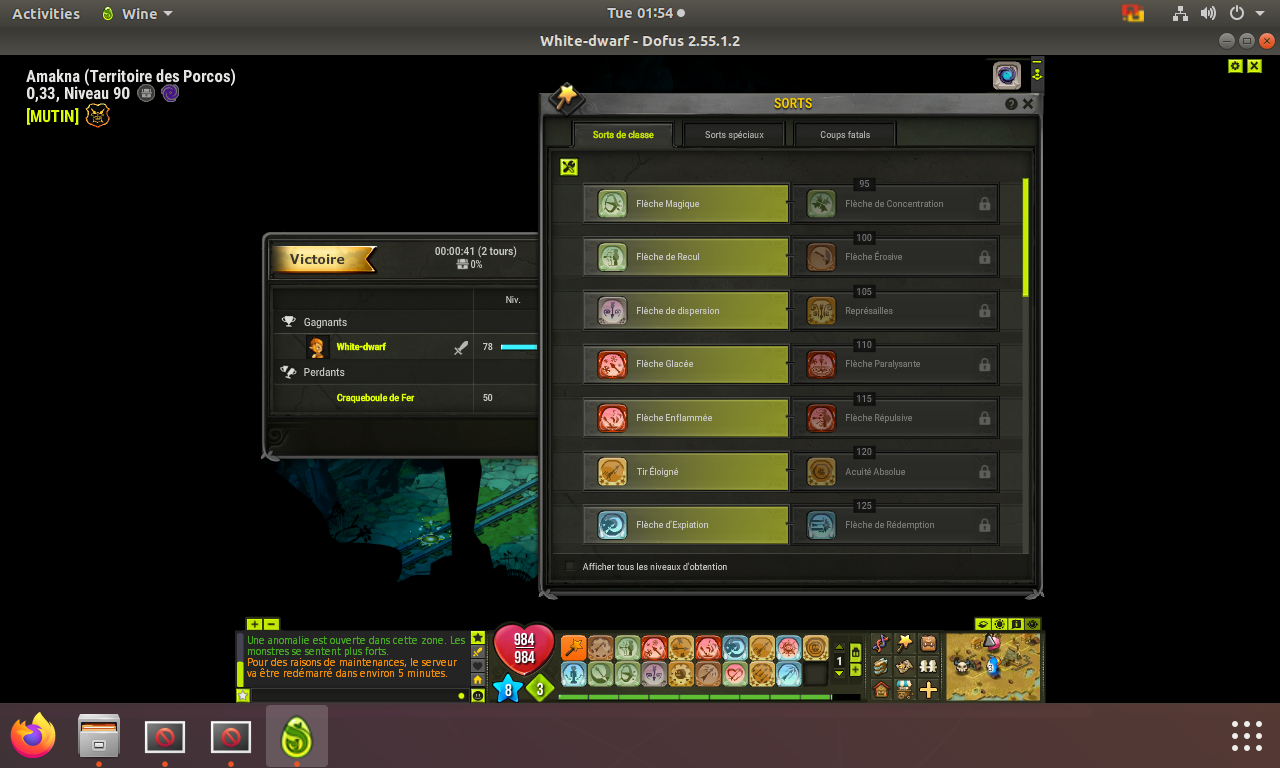 Activities
Wine
Tue 01:54
White-dwarf - Dofus 2.55.1.2
Amakna (Territoire des Porcos)
0,33, Niveau 90
[MUTIN]
SORTS
?
Sorts de classe
Sorts spéciaux
Coups fatals
95
Flèche Magique
Flèche de Concentration
100
Flèche de Recul
Flèche Érosive
105
Flèche de dispersion
Représailles
110
Flèche Glacée
Flèche Paralysante
115
Flèche Enflammée
Flèche Répulsive
120
Tir Éloigné
Acuité Absolue
125
Flèche d'Expiation
Flèche de Rédemption
Afficher tous les niveaux d'obtention
Victoire
00:00:41 (2 tours)
0%
Niv.
Gagnants
White-dwarf
78
Perdants
Craqueboule de Fer
50
Une anomalie est ouverte dans cette zone. Les
monstres se sentent plus forts.
Pour des raisons de maintenances, le serveur
va être redémarré dans environ 5 minutes.
984
984
8
3
1